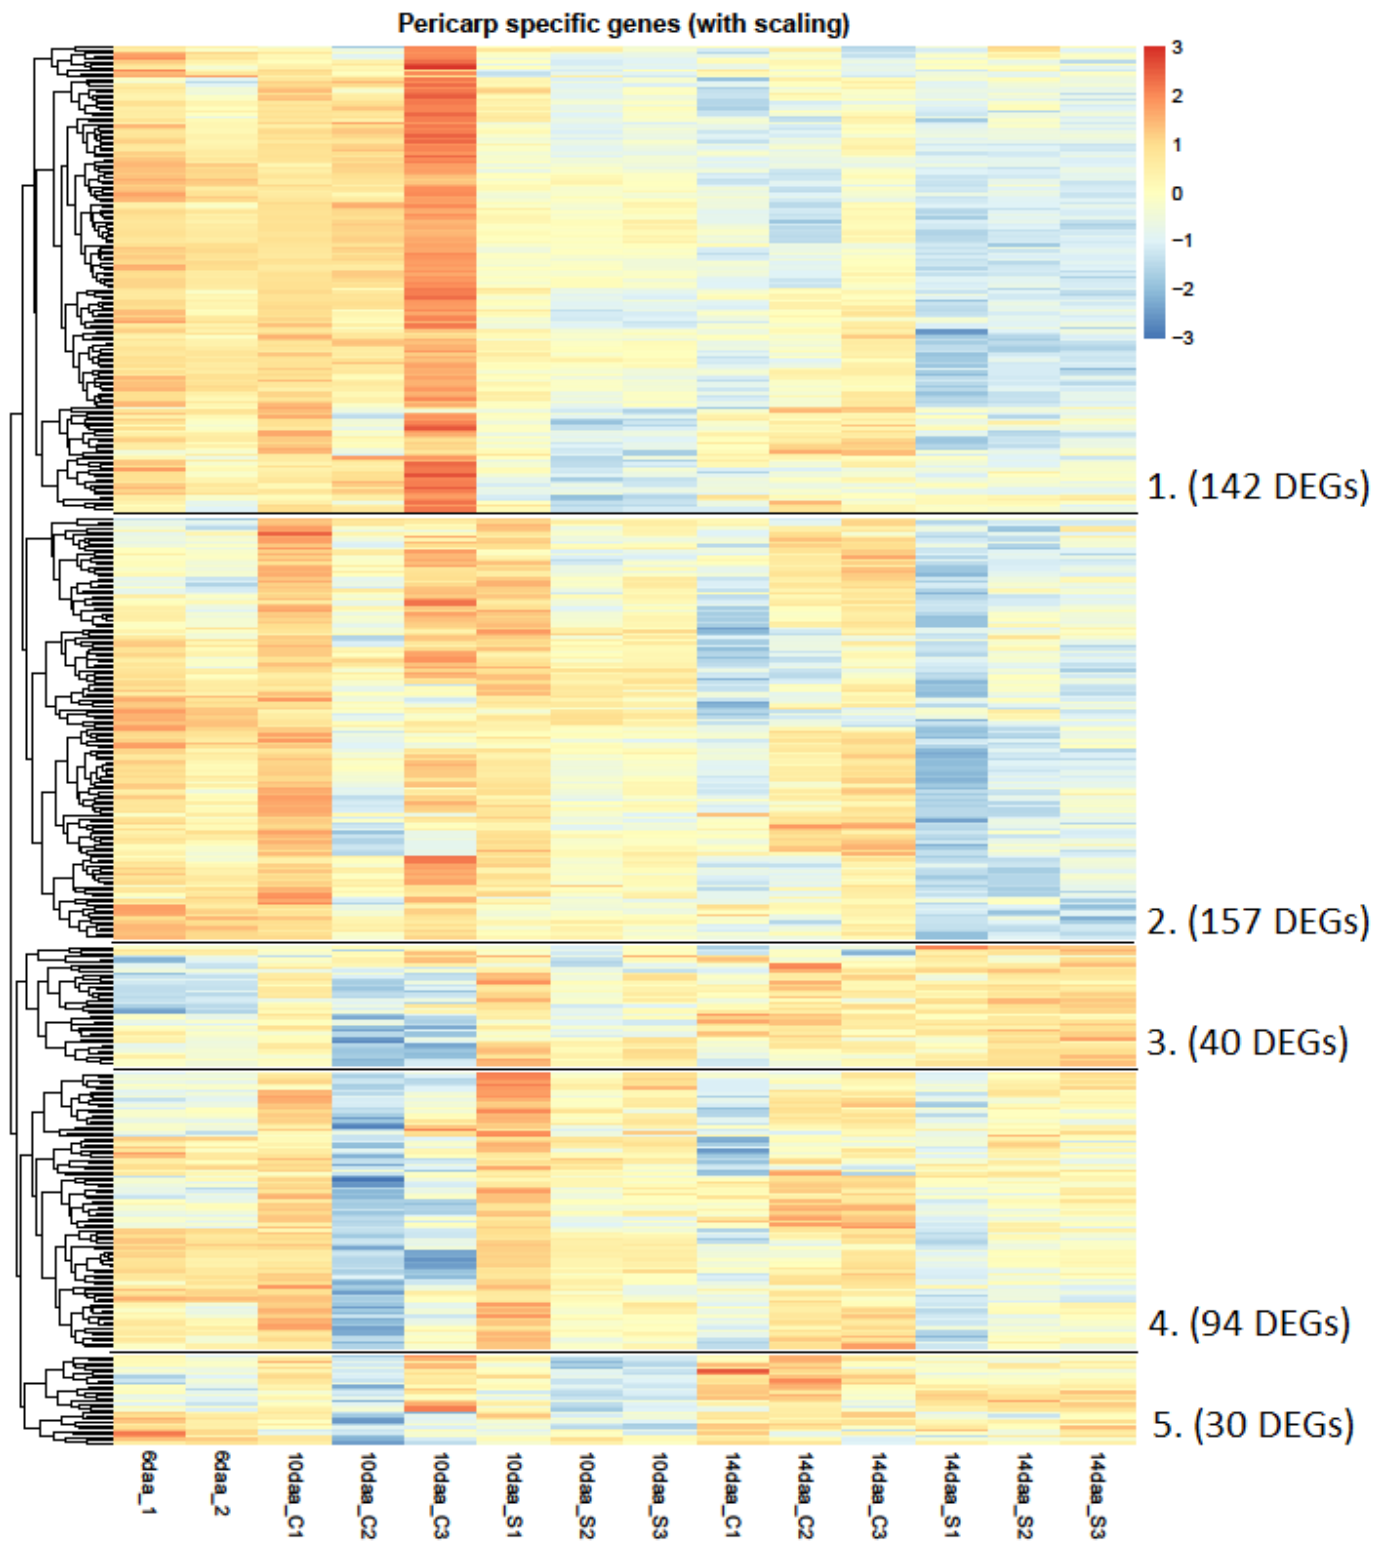 Pericarp specific genes (with scaling)
3
2
1
0
−1
−2
−3
1. (142 DEGs)
2. (157 DEGs)
3. (40 DEGs)
4. (94 DEGs)
5. (30 DEGs)
6daa_1
6daa_2
10daa_C1
10daa_C2
10daa_C3
10daa_S1
10daa_S2
10daa_S3
14daa_C1
14daa_C2
14daa_C3
14daa_S1
14daa_S2
14daa_S3